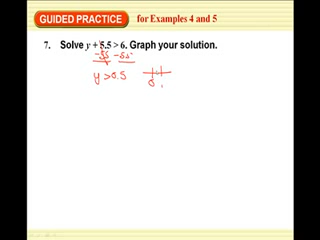 GUIDED PRACTICE for Examples 4 and 5
7. Solve y + 5.5 > 6. Graph your solution.
-5.5 -5.5
y > 0.5
0